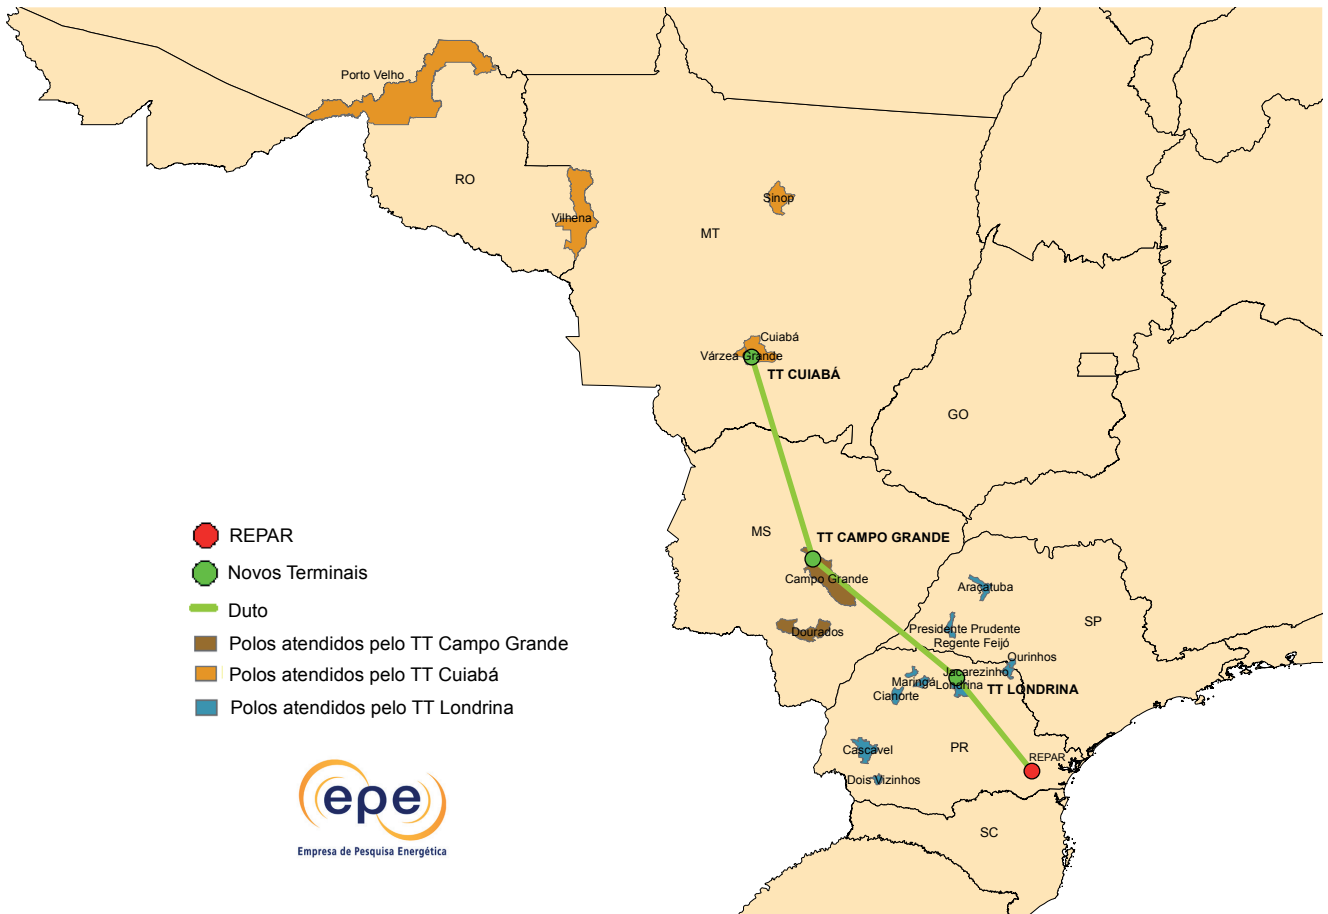 Porto Velho
RO
Vilhena
Sinop
MT
Cuiabá
Várzea Grande
TT CUIABÁ
GO
MS
TT CAMPO GRANDE
Campo Grande
Dourados
Araçatuba
Presidente Prudente
Regente Feijó
SP
Ourinhos
Jacarezinho
Maringá
Londrina
TT LONDRINA
Cianorte
Cascavel
PR
REPAR
Dois Vizinhos
SC
REPAR
Novos Terminais
Duto
Polos atendidos pelo TT Campo Grande
Polos atendidos pelo TT Cuiabá
Polos atendidos pelo TT Londrina
epe
Empresa de Pesquisa Energética